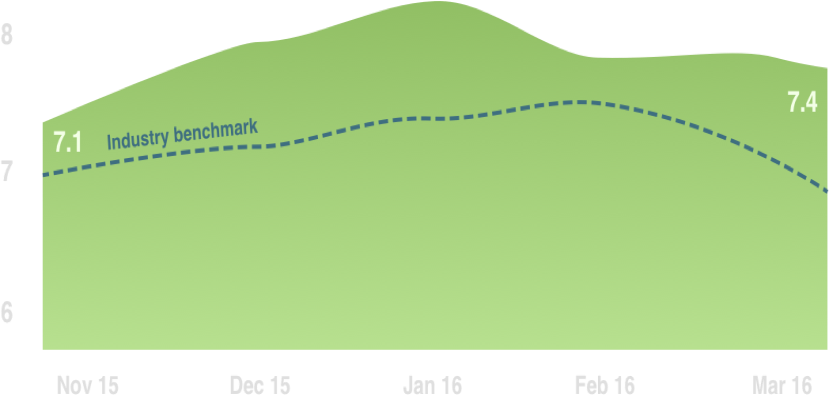 8
7.4
7.1
Industry benchmark
7
6
Nov 15
Dec 15
Jan 16
Feb 16
Mar 16